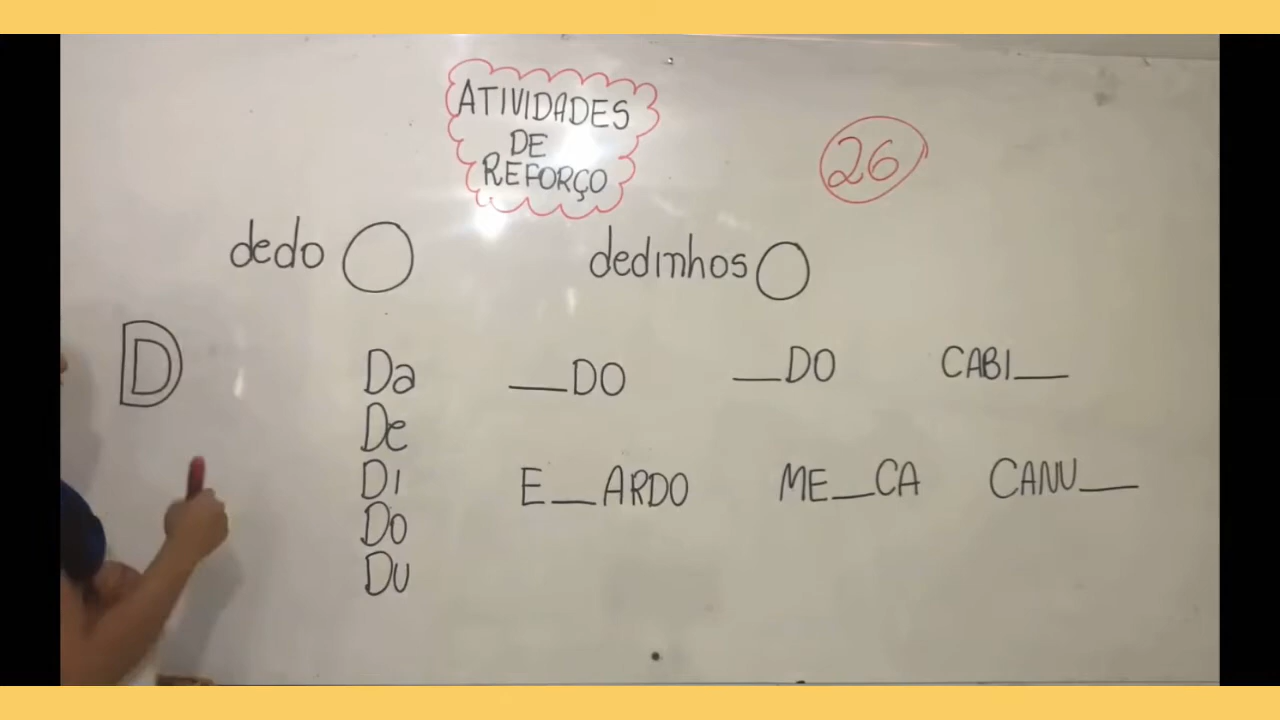 ATIVIDADES
DE
REFORÇO
26
dedo
dedinhos
D
Da
De
Di
Do
Du
__DO
__DO
CABI__
E__ARDO
ME__CA
CANU__